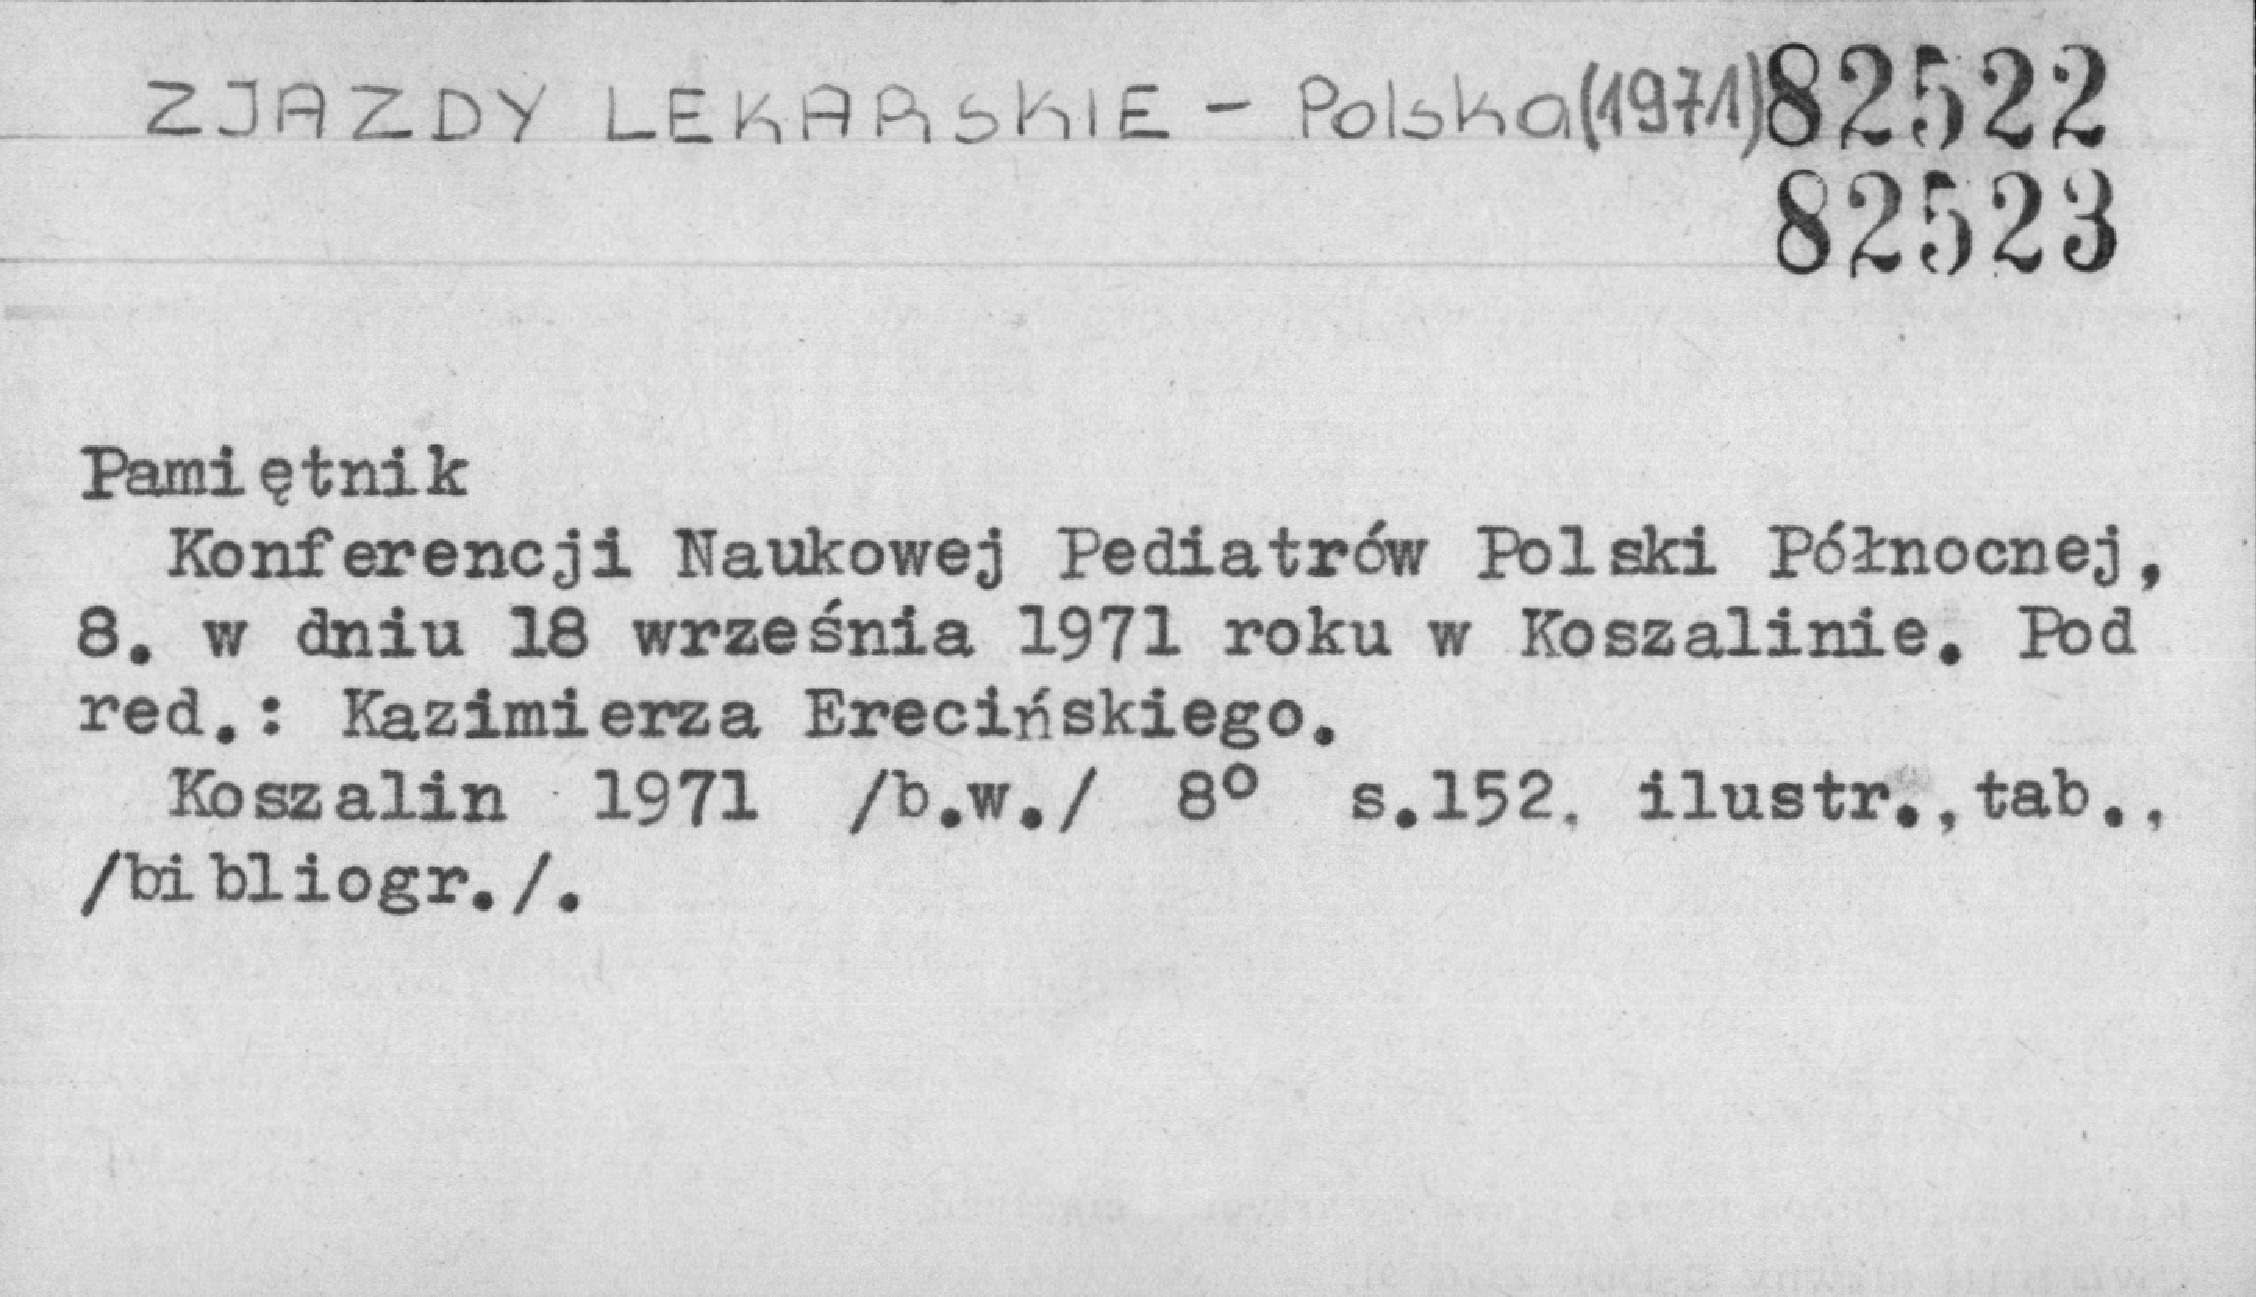 ZJAZDY LEKARSKIE - Polska (1971) 82522
82523
Pamiętnik
Konferencji Naukowej Pediatrów Polski Północnej,
8. w dniu 18 września 1971 roku w Koszalinie. Pod
red.: Kazimierza Erecińskiego.
Koszalin 1971 /b.w./ 8° s.152. ilustr.,tab.,
/bibliogr./.